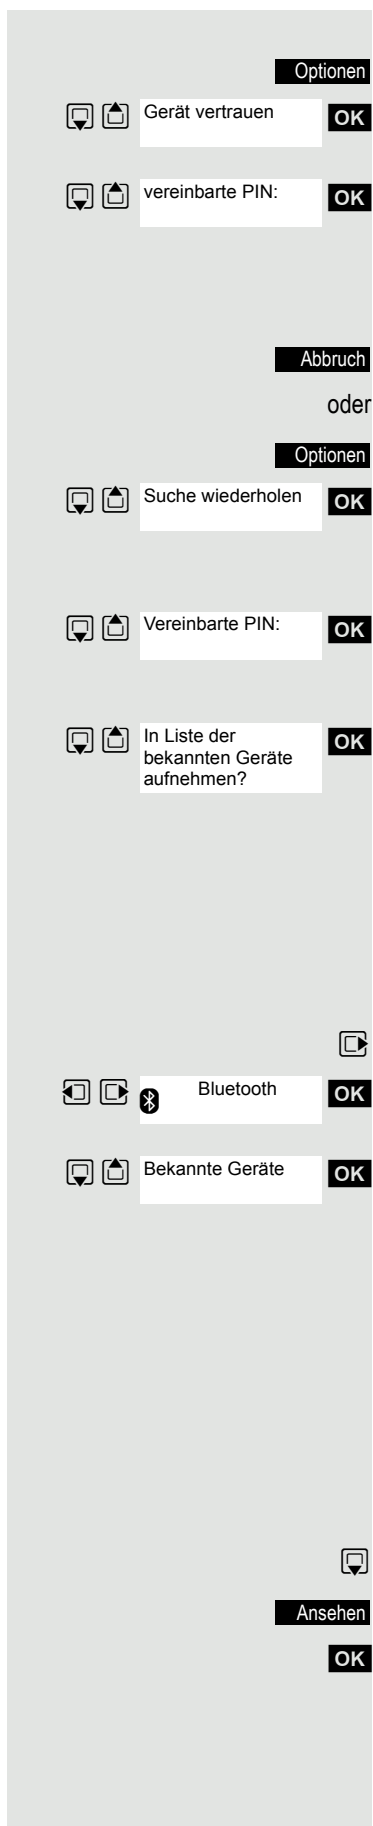 Optionen
Gerät vertrauen OK
vereinbarte PIN: OK
Abbruch
oder
Optionen
Suche wiederholen OK
Vereinbarte PIN: OK
In Liste der OK
bekannten Geräte
aufnehmen?
Bluetooth OK
Bekannte Geräte OK
Ansehen
OK